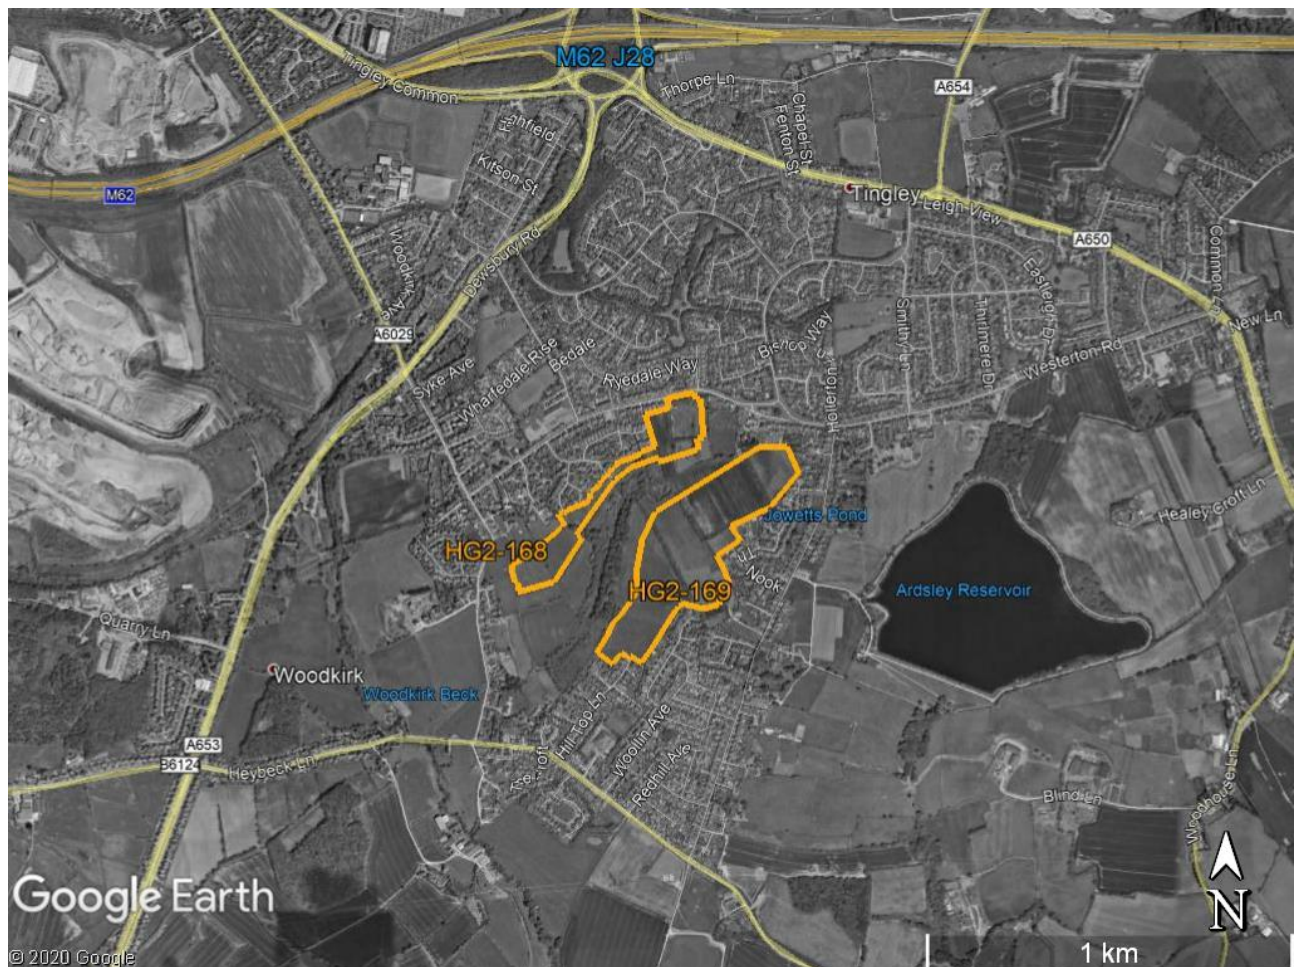 M62 J28
Tingley Common
Thorpe Ln
A654
Chapel St
Fenton St
Kitson St
M62
Tingley
Leigh View
A650
Common Ln
Woodkirk Ave
Dewsbury Rd
Eastleigh Dr
Smithy Ln
Thirlmere Dr
New Ln
A6029
Bishop Way
Westerton Rd
Wharfedale Rise
Bedale
Ryedale Way
Syke Ave
Healey Croft Ln
Jowetts Pond
HG2-168
HG2-169
Nook
Ardsley Reservoir
Quarry Ln
Woodkirk
Woodkirk Beck
Hill Top Ln
Woollin Ave
Redhill Ave
A653
B6124
Heybeck Ln
Blind Ln
Woodhouse Ln
Google Earth
N
1 km
© 2020 Google